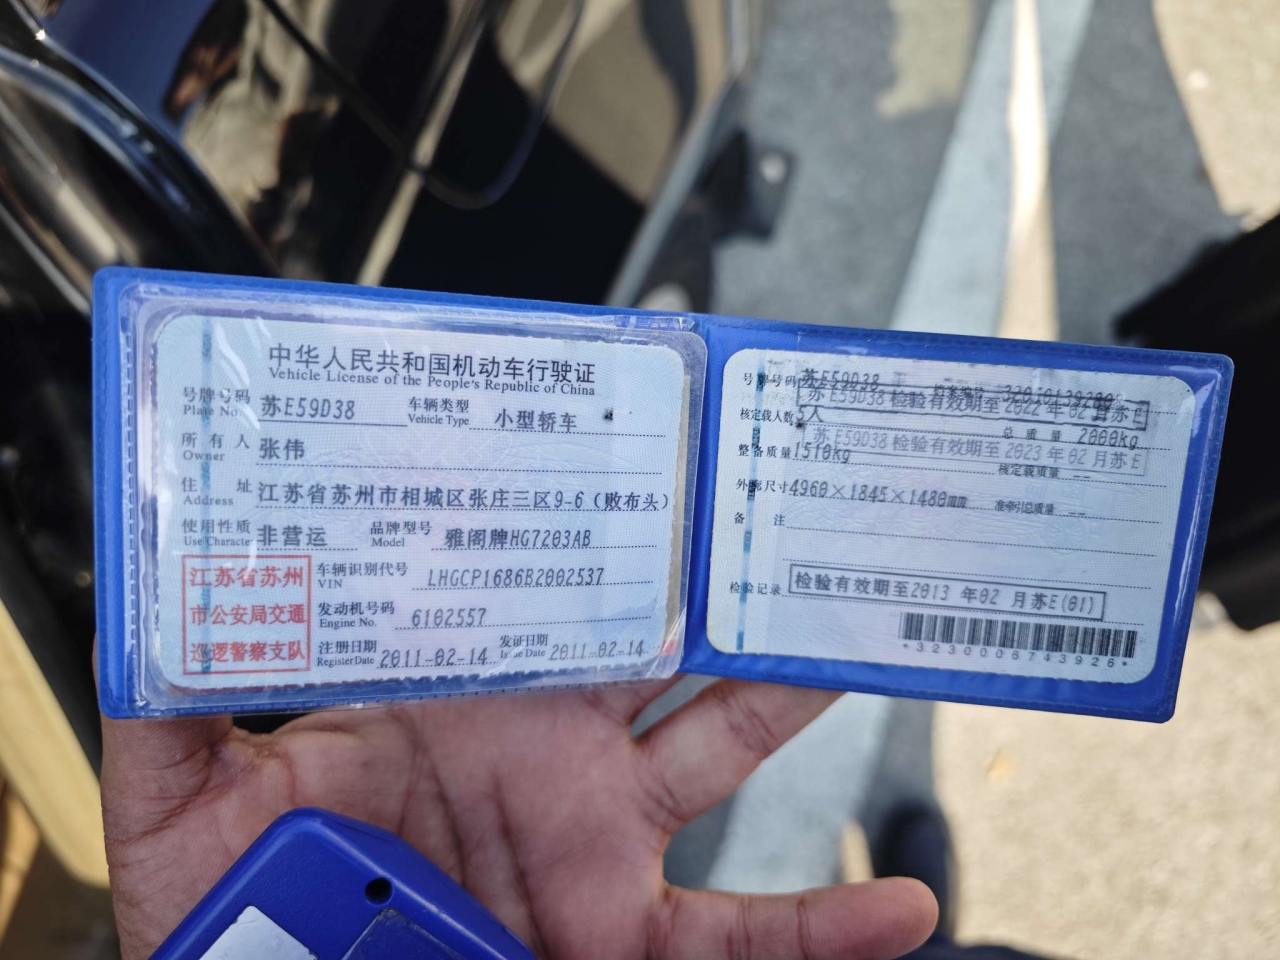 中华人民共和国机动车行驶证
Vehicle License of the People's Republic of China
号牌号码 苏E59D38 车辆类型 小型轿车
Plate No. Vehicle Type
所有人 张伟
Owner
住址 江苏省苏州市相城区张庄三区9-6(败布头)
Address
使用性质 非营运 品牌型号 雅阁牌HG7203AB
Use Character Model
江苏省苏州
市公安局交通
巡逻警察支队
车辆识别代号 LHGCP1686B2002537
VIN
发动机号码 6102557
Engine No.
注册日期 2011-02-14 发证日期 2011-02-14
Register Date Issue Date
号牌号码 苏E59D38
苏E59D38 检验有效期至2022年02月苏E
核定载人数 5人 总质量 2000kg
苏E59D38 检验有效期至2023年02月苏E
整备质量 1510kg 核定载质量 --
外廓尺寸 4960×1845×1480mm 准牵引总质量 --
备注
检验记录 检验有效期至2013年02月苏E(01)
*3230006743926*